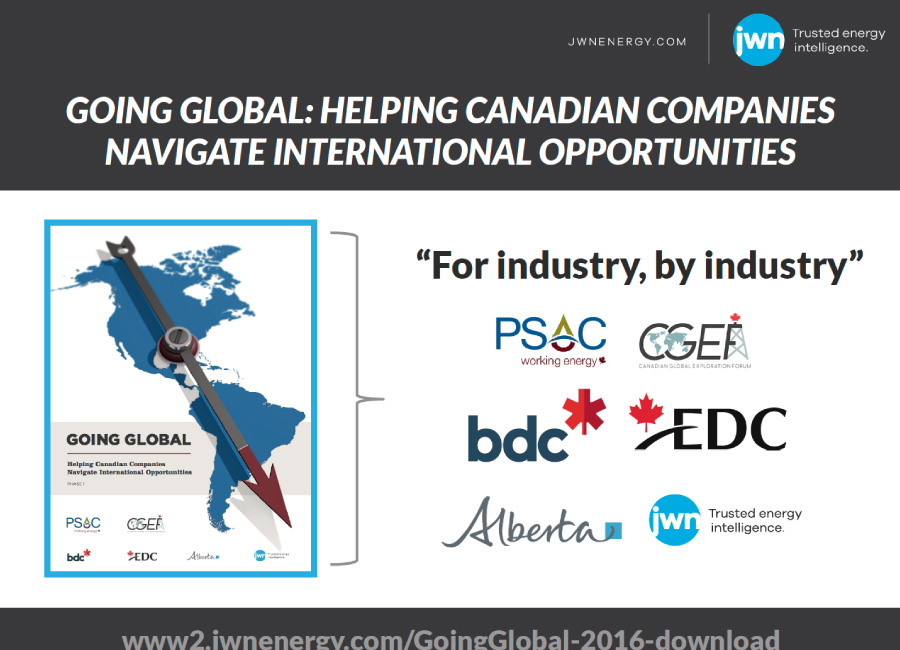 JWNENERGY.COM
jwn
Trusted energy
intelligence.
GOING GLOBAL: HELPING CANADIAN COMPANIES
NAVIGATE INTERNATIONAL OPPORTUNITIES
GOING GLOBAL
Helping Canadian Companies
Navigate International Opportunities
PHASE 1
PSAC
working energy
CGEF
bdc
EDC
Alberta
jwn
Trusted energy
intelligence.
“For industry, by industry”
PSAC
working energy
CGEF
CANADIAN GLOBAL EXPLORATION FORUM
bdc
EDC
Alberta
jwn
Trusted energy
intelligence.
www2.jwnenergy.com/GoingGlobal-2016-download